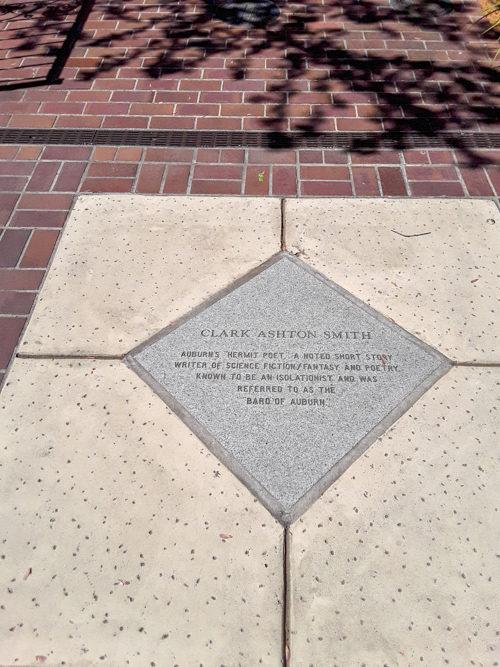 CLARK ASHTON SMITH
AUBURN'S "HERMIT POET," A NOTED SHORT STORY
WRITER OF SCIENCE FICTION/FANTASY AND POETRY,
KNOWN TO BE AN ISOLATIONIST AND WAS
REFERRED TO AS THE
"BARD OF AUBURN."